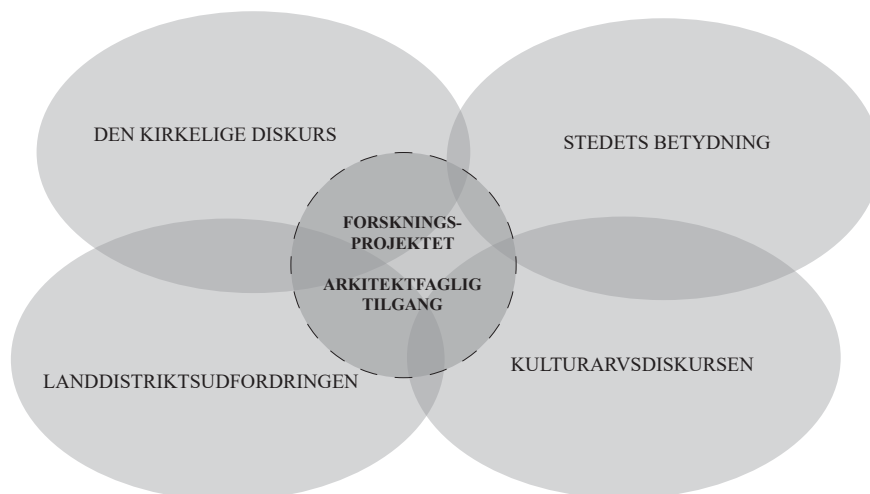 DEN KIRKELIGE DISKURS
STEDETS BETYDNING
FORSKNINGS-
PROJEKTET
ARKITEKTFAGLIG
TILGANG
LANDDISTRIKTSUDFORDRINGEN
KULTURARVSDISKURSEN